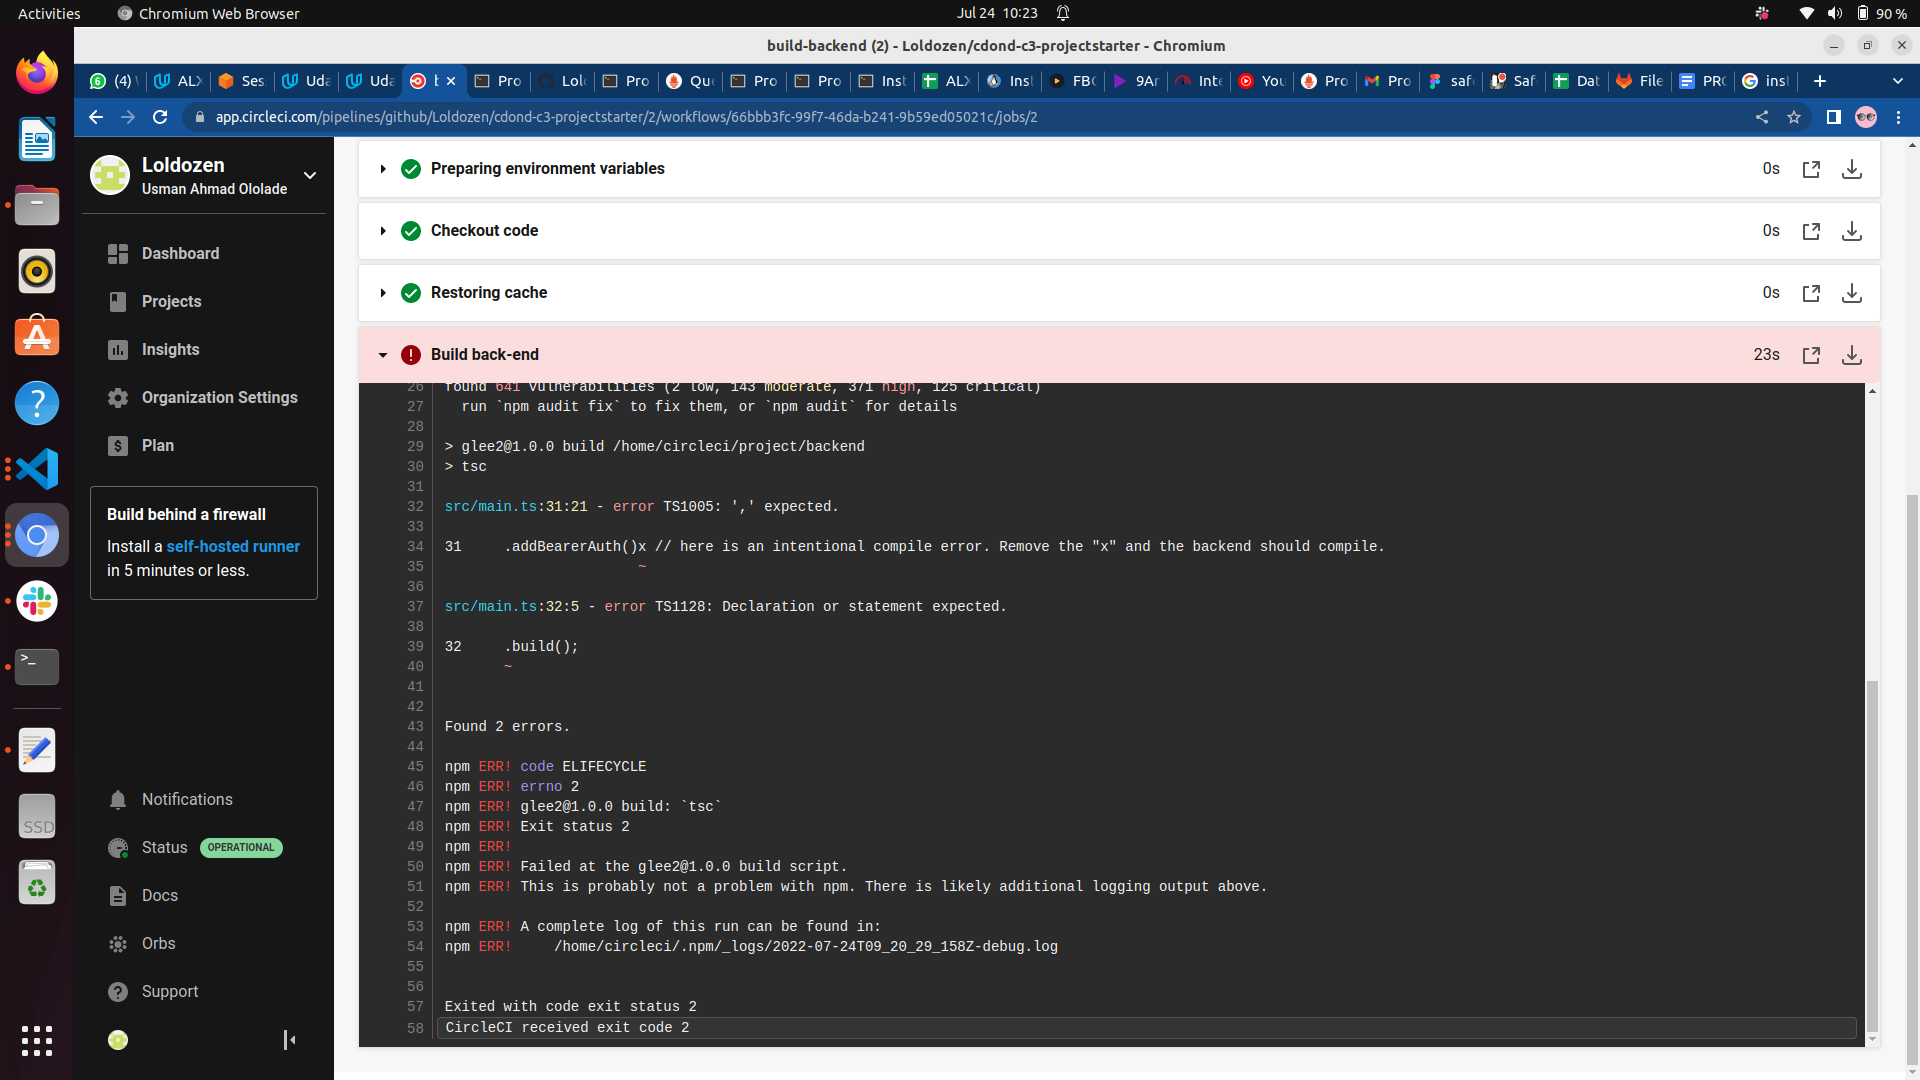 Activities
Chromium Web Browser
Jul 24 10:23
90 %
build-backend (2) - Loldozen/cdond-c3-projectstarter - Chromium
(4)
ALX
Ses
Uda
Uda
b
Pro
Lol
Pro
Que
Pro
Pro
Inst
ALX
Inst
FBC
9Ar
Inte
You
Pro
Pro
saf
Saf
Dat
File
PRO
inst
app.circleci.com/pipelines/github/Loldozen/cdond-c3-projectstarter/2/workflows/66bbb3fc-99f7-46da-b241-9b59ed05021c/jobs/2
Loldozen
Usman Ahmad Ololade
Dashboard
Projects
Insights
Organization Settings
Plan
Build behind a firewall
Install a self-hosted runner
in 5 minutes or less.
Notifications
Status OPERATIONAL
Docs
Orbs
Support
SSD
Preparing environment variables 0s
Checkout code 0s
Restoring cache 0s
Build back-end 23s
26 found 641 vulnerabilities (2 low, 143 moderate, 371 high, 125 critical)
27 run `npm audit fix` to fix them, or `npm audit` for details
28
29 > glee2@1.0.0 build /home/circleci/project/backend
30 > tsc
31
32 src/main.ts:31:21 - error TS1005: ',' expected.
33
34 31 .addBearerAuth()x // here is an intentional compile error. Remove the "x" and the backend should compile.
35 ~
36
37 src/main.ts:32:5 - error TS1128: Declaration or statement expected.
38
39 32 .build();
40 ~
41
42
43 Found 2 errors.
44
45 npm ERR! code ELIFECYCLE
46 npm ERR! errno 2
47 npm ERR! glee2@1.0.0 build: `tsc`
48 npm ERR! Exit status 2
49 npm ERR!
50 npm ERR! Failed at the glee2@1.0.0 build script.
51 npm ERR! This is probably not a problem with npm. There is likely additional logging output above.
52
53 npm ERR! A complete log of this run can be found in:
54 npm ERR! /home/circleci/.npm/_logs/2022-07-24T09_20_29_158Z-debug.log
55
56
57 Exited with code exit status 2
58 CircleCI received exit code 2